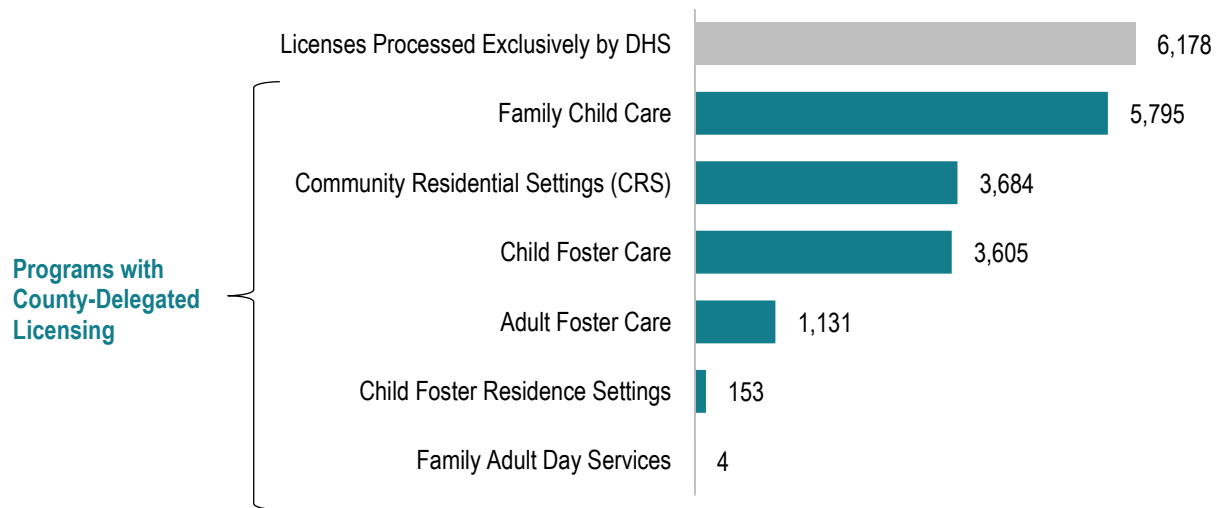 Licenses Processed Exclusively by DHS 6,178
Family Child Care 5,795
Community Residential Settings (CRS) 3,684
Child Foster Care 3,605
Programs with
County-Delegated
Licensing
Adult Foster Care 1,131
Child Foster Residence Settings 153
Family Adult Day Services 4